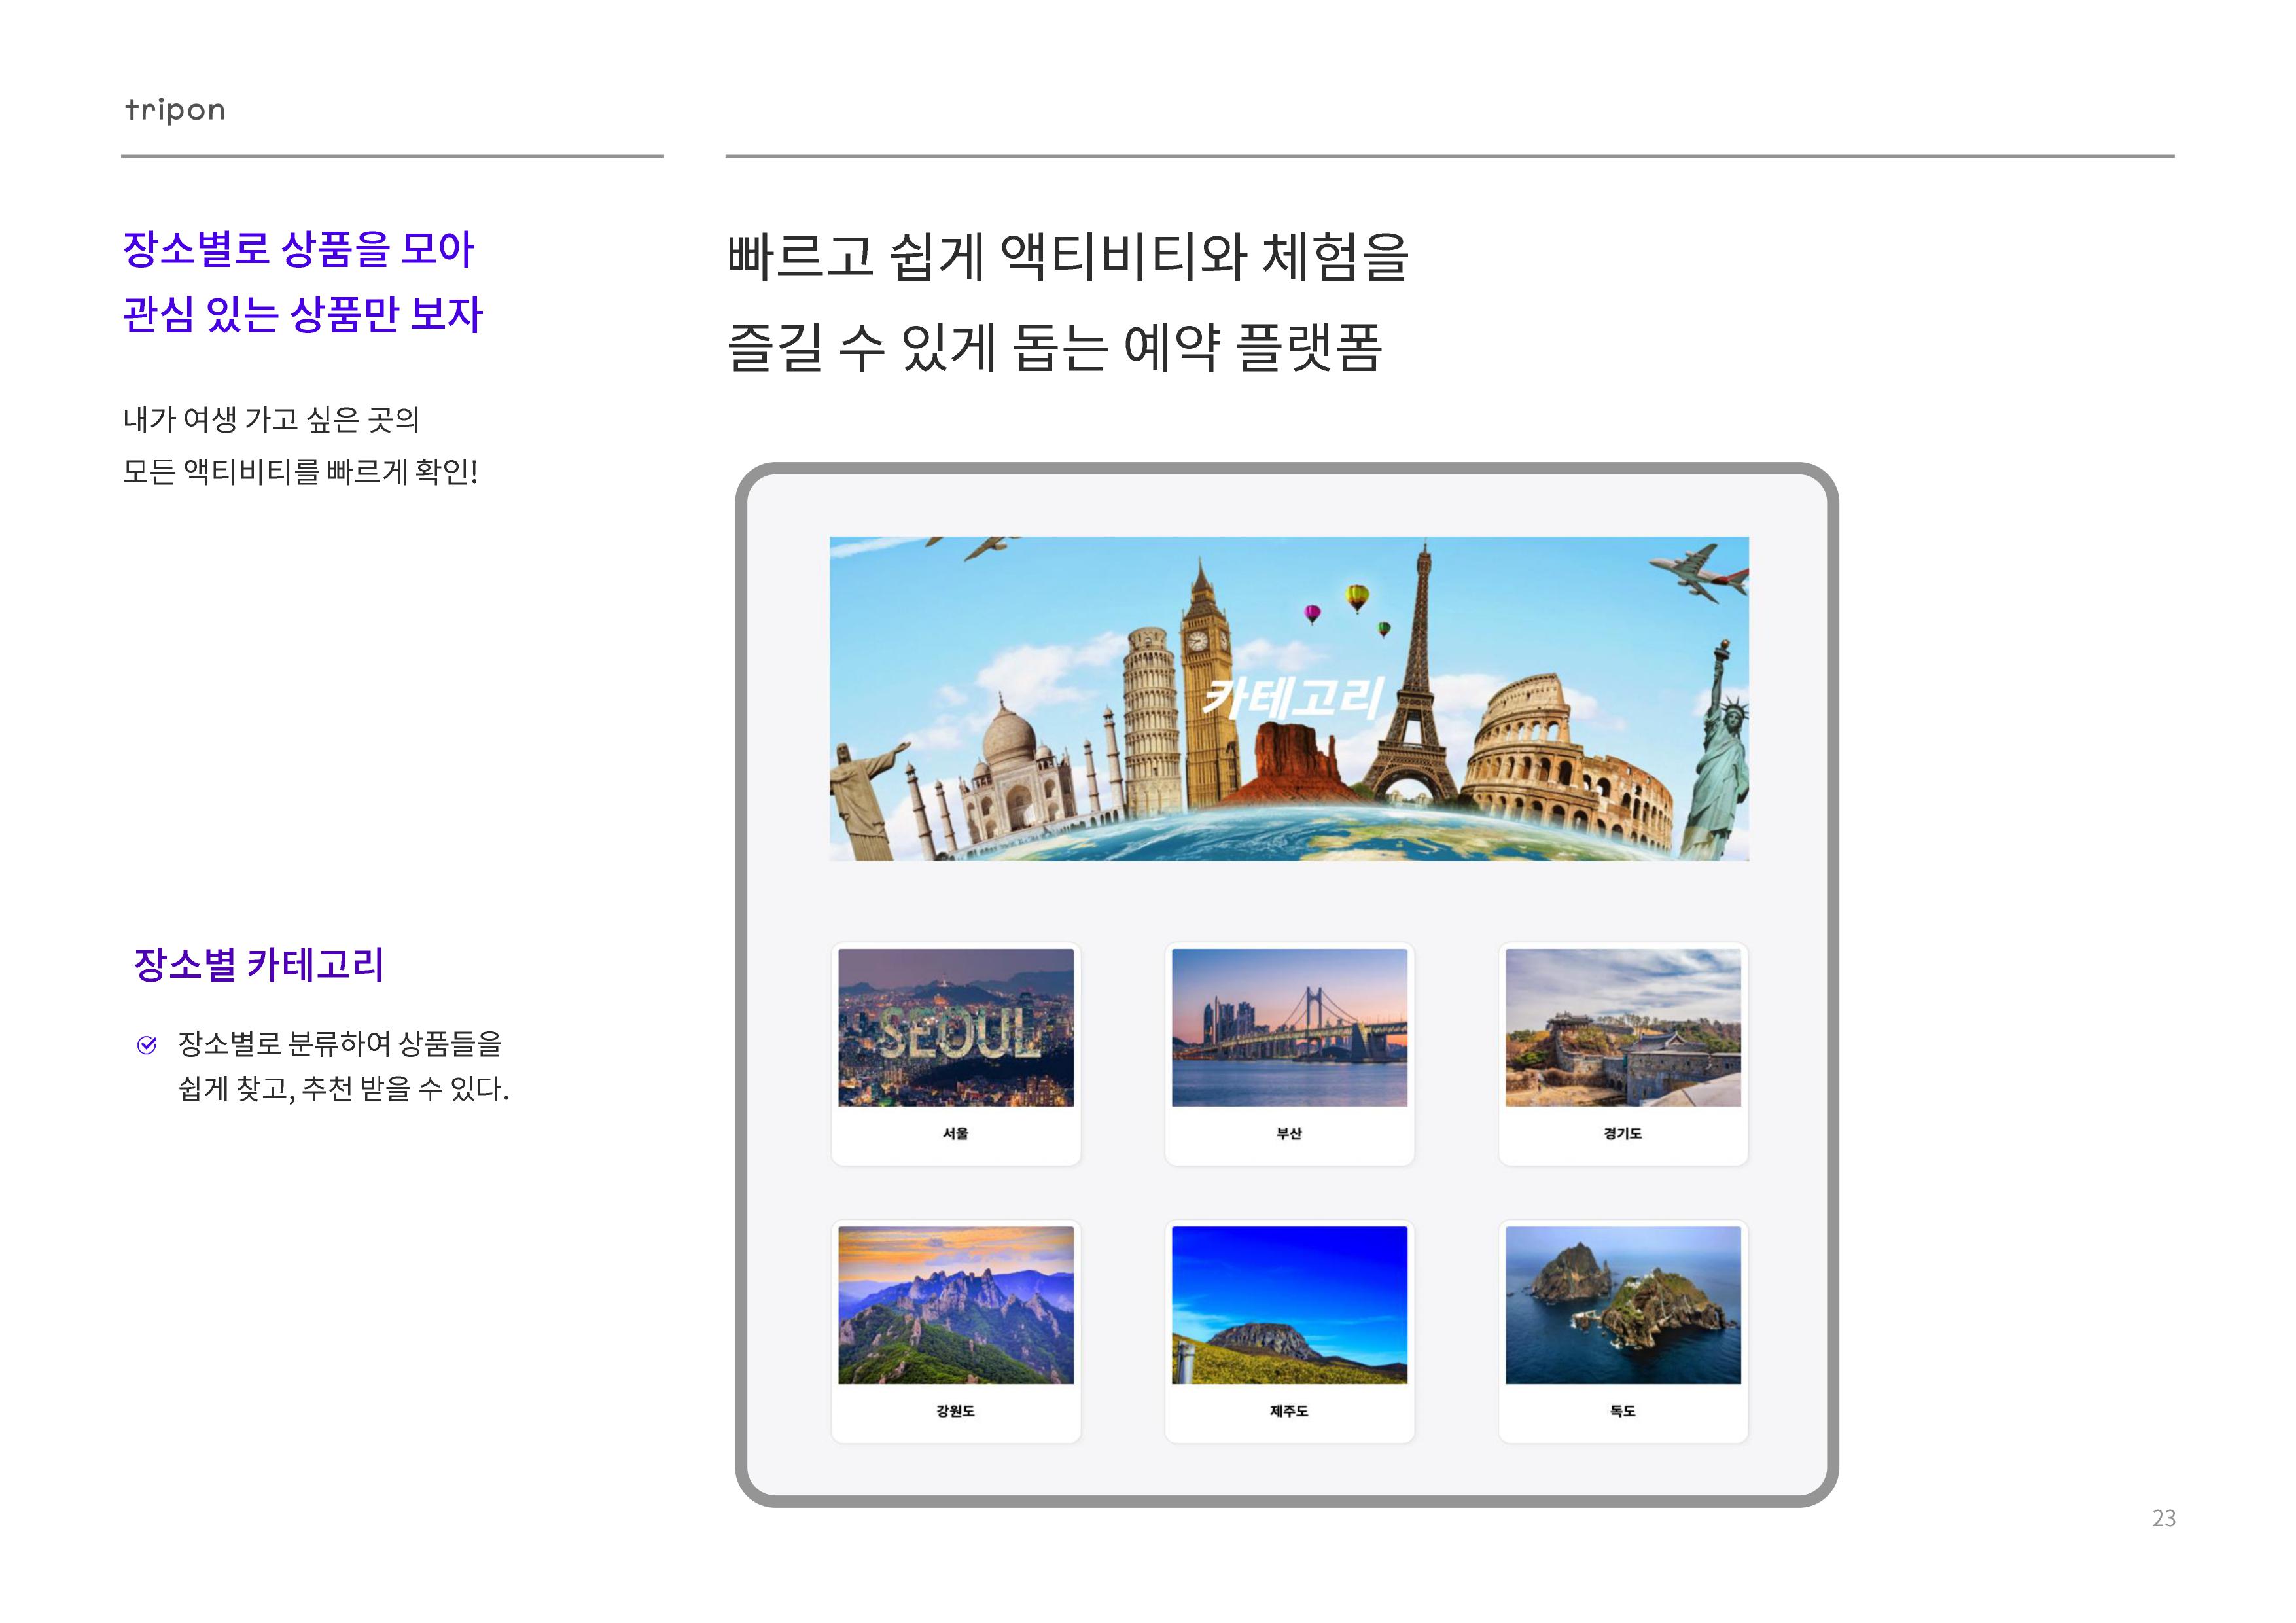 tripon
장소별로 상품을 모아
관심 있는 상품만 보자
내가 여생 가고 싶은 곳의
모든 액티비티를 빠르게 확인!
장소별 카테고리
장소별로 분류하여 상품들을
쉽게 찾고, 추천 받을 수 있다.
빠르고 쉽게 액티비티와 체험을
즐길 수 있게 돕는 예약 플랫폼
카테고리
SEOUL
서울
부산
경기도
강원도
제주도
독도
23